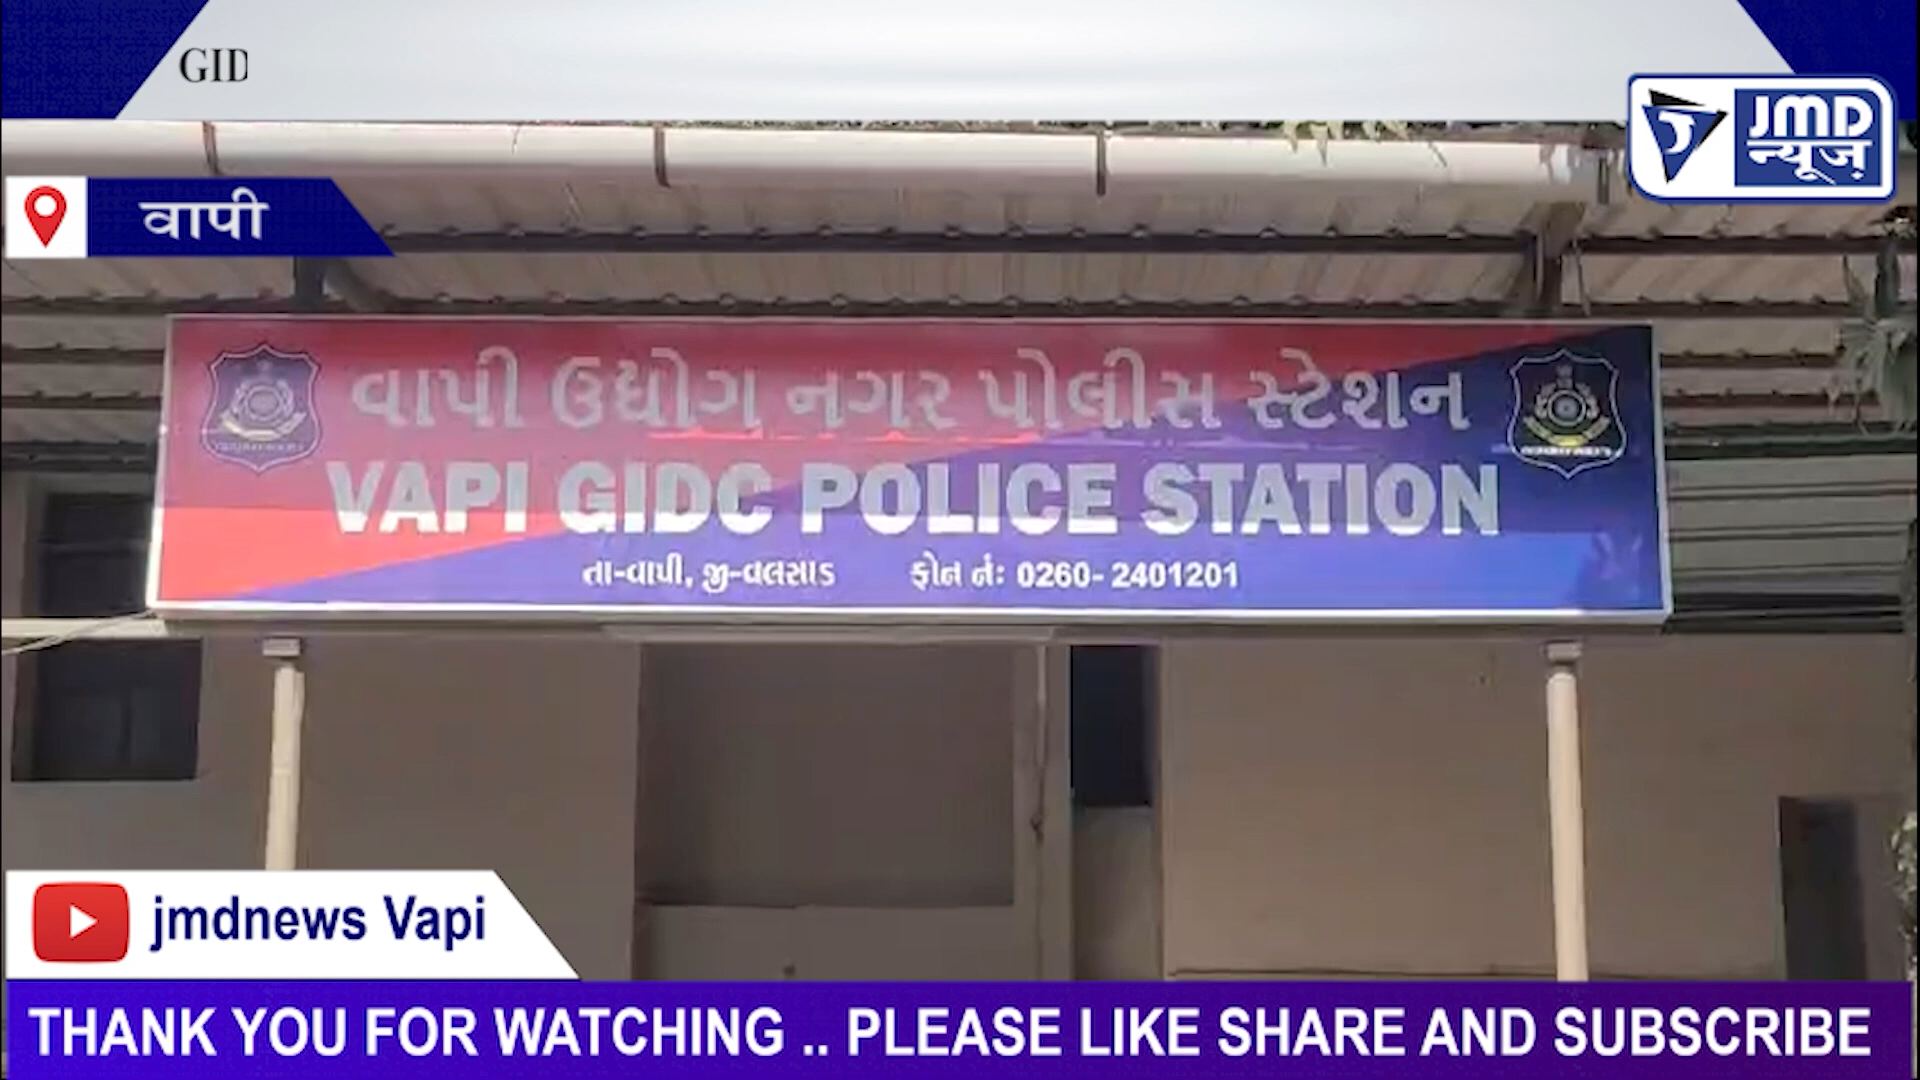 GID
JMD
न्यूज़
वापी
વાપી ઉદ્યોગ નગર પોલીસ સ્ટેશન
VAPI GIDC POLICE STATION
તા-વાપી, જી-વલસાડ ફોન નં: 0260- 2401201
jmdnews Vapi
THANK YOU FOR WATCHING .. PLEASE LIKE SHARE AND SUBSCRIBE